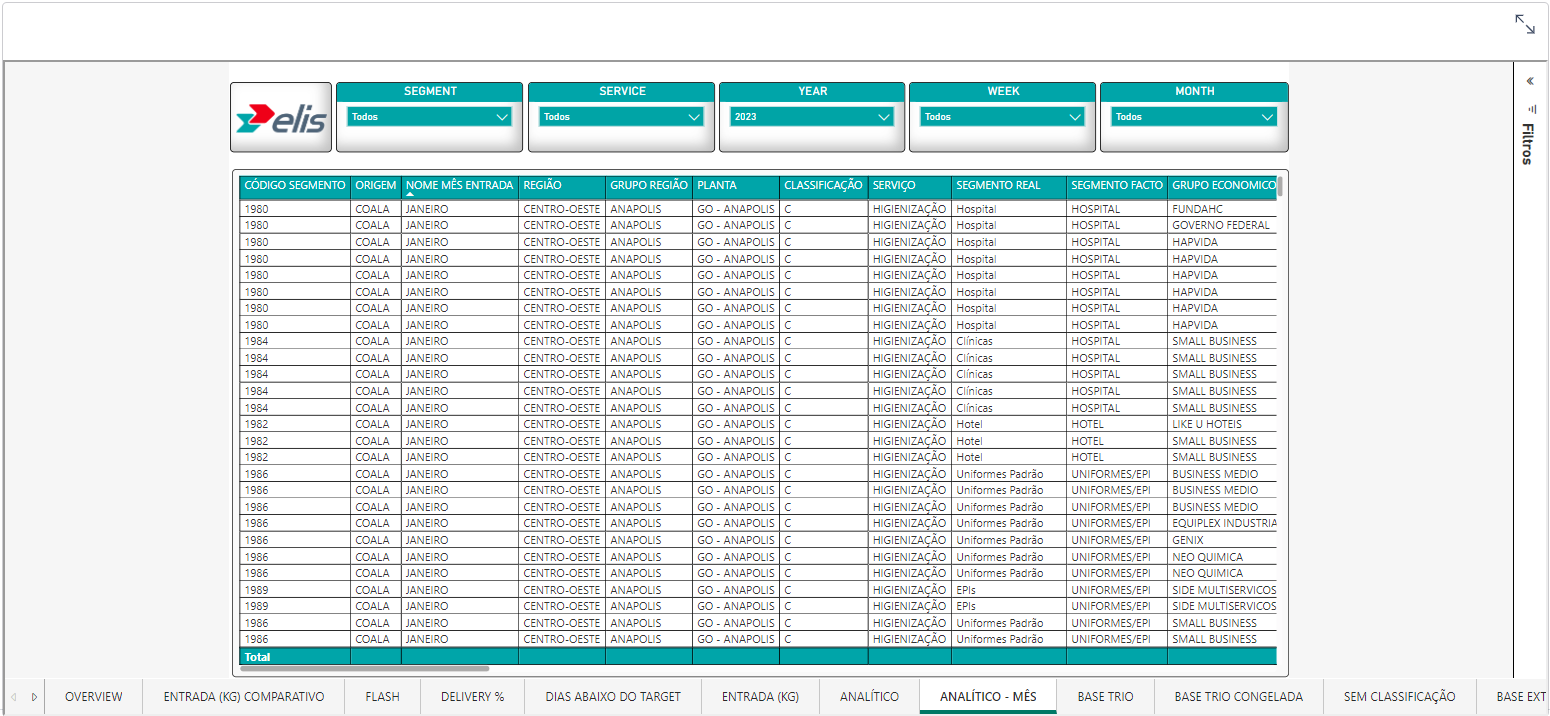 SEGMENT SERVICE YEAR WEEK MONTH
elis Todos Todos 2023 Todos Todos
Filtros
CÓDIGO SEGMENTO ORIGEM NOME MÊS ENTRADA REGIÃO GRUPO REGIÃO PLANTA CLASSIFICAÇÃO SERVIÇO SEGMENTO REAL SEGMENTO FACTO GRUPO ECONOMICO
1980 COALA JANEIRO CENTRO-OESTE ANAPOLIS GO - ANAPOLIS C HIGIENIZAÇÃO Hospital HOSPITAL FUNDAHC
1980 COALA JANEIRO CENTRO-OESTE ANAPOLIS GO - ANAPOLIS C HIGIENIZAÇÃO Hospital HOSPITAL GOVERNO FEDERAL
1980 COALA JANEIRO CENTRO-OESTE ANAPOLIS GO - ANAPOLIS C HIGIENIZAÇÃO Hospital HOSPITAL HAPVIDA
1980 COALA JANEIRO CENTRO-OESTE ANAPOLIS GO - ANAPOLIS C HIGIENIZAÇÃO Hospital HOSPITAL HAPVIDA
1980 COALA JANEIRO CENTRO-OESTE ANAPOLIS GO - ANAPOLIS C HIGIENIZAÇÃO Hospital HOSPITAL HAPVIDA
1980 COALA JANEIRO CENTRO-OESTE ANAPOLIS GO - ANAPOLIS C HIGIENIZAÇÃO Hospital HOSPITAL HAPVIDA
1980 COALA JANEIRO CENTRO-OESTE ANAPOLIS GO - ANAPOLIS C HIGIENIZAÇÃO Hospital HOSPITAL HAPVIDA
1980 COALA JANEIRO CENTRO-OESTE ANAPOLIS GO - ANAPOLIS C HIGIENIZAÇÃO Hospital HOSPITAL HAPVIDA
1984 COALA JANEIRO CENTRO-OESTE ANAPOLIS GO - ANAPOLIS C HIGIENIZAÇÃO Clínicas HOSPITAL SMALL BUSINESS
1984 COALA JANEIRO CENTRO-OESTE ANAPOLIS GO - ANAPOLIS C HIGIENIZAÇÃO Clínicas HOSPITAL SMALL BUSINESS
1984 COALA JANEIRO CENTRO-OESTE ANAPOLIS GO - ANAPOLIS C HIGIENIZAÇÃO Clínicas HOSPITAL SMALL BUSINESS
1984 COALA JANEIRO CENTRO-OESTE ANAPOLIS GO - ANAPOLIS C HIGIENIZAÇÃO Clínicas HOSPITAL SMALL BUSINESS
1984 COALA JANEIRO CENTRO-OESTE ANAPOLIS GO - ANAPOLIS C HIGIENIZAÇÃO Clínicas HOSPITAL SMALL BUSINESS
1982 COALA JANEIRO CENTRO-OESTE ANAPOLIS GO - ANAPOLIS C HIGIENIZAÇÃO Hotel HOTEL LIKE U HOTEIS
1982 COALA JANEIRO CENTRO-OESTE ANAPOLIS GO - ANAPOLIS C HIGIENIZAÇÃO Hotel HOTEL SMALL BUSINESS
1982 COALA JANEIRO CENTRO-OESTE ANAPOLIS GO - ANAPOLIS C HIGIENIZAÇÃO Hotel HOTEL SMALL BUSINESS
1986 COALA JANEIRO CENTRO-OESTE ANAPOLIS GO - ANAPOLIS C HIGIENIZAÇÃO Uniformes Padrão UNIFORMES/EPI BUSINESS MEDIO
1986 COALA JANEIRO CENTRO-OESTE ANAPOLIS GO - ANAPOLIS C HIGIENIZAÇÃO Uniformes Padrão UNIFORMES/EPI BUSINESS MEDIO
1986 COALA JANEIRO CENTRO-OESTE ANAPOLIS GO - ANAPOLIS C HIGIENIZAÇÃO Uniformes Padrão UNIFORMES/EPI BUSINESS MEDIO
1986 COALA JANEIRO CENTRO-OESTE ANAPOLIS GO - ANAPOLIS C HIGIENIZAÇÃO Uniformes Padrão UNIFORMES/EPI EQUIPLEX INDUSTRIA
1986 COALA JANEIRO CENTRO-OESTE ANAPOLIS GO - ANAPOLIS C HIGIENIZAÇÃO Uniformes Padrão UNIFORMES/EPI GENIX
1986 COALA JANEIRO CENTRO-OESTE ANAPOLIS GO - ANAPOLIS C HIGIENIZAÇÃO Uniformes Padrão UNIFORMES/EPI NEO QUIMICA
1986 COALA JANEIRO CENTRO-OESTE ANAPOLIS GO - ANAPOLIS C HIGIENIZAÇÃO Uniformes Padrão UNIFORMES/EPI NEO QUIMICA
1989 COALA JANEIRO CENTRO-OESTE ANAPOLIS GO - ANAPOLIS C HIGIENIZAÇÃO EPIs UNIFORMES/EPI SIDE MULTISERVICOS
1989 COALA JANEIRO CENTRO-OESTE ANAPOLIS GO - ANAPOLIS C HIGIENIZAÇÃO EPIs UNIFORMES/EPI SIDE MULTISERVICOS
1986 COALA JANEIRO CENTRO-OESTE ANAPOLIS GO - ANAPOLIS C HIGIENIZAÇÃO Uniformes Padrão UNIFORMES/EPI SMALL BUSINESS
1986 COALA JANEIRO CENTRO-OESTE ANAPOLIS GO - ANAPOLIS C HIGIENIZAÇÃO Uniformes Padrão UNIFORMES/EPI SMALL BUSINESS
Total
OVERVIEW ENTRADA (KG) COMPARATIVO FLASH DELIVERY % DIAS ABAIXO DO TARGET ENTRADA (KG) ANALÍTICO ANALÍTICO - MÊS BASE TRIO BASE TRIO CONGELADA SEM CLASSIFICAÇÃO BASE EXT